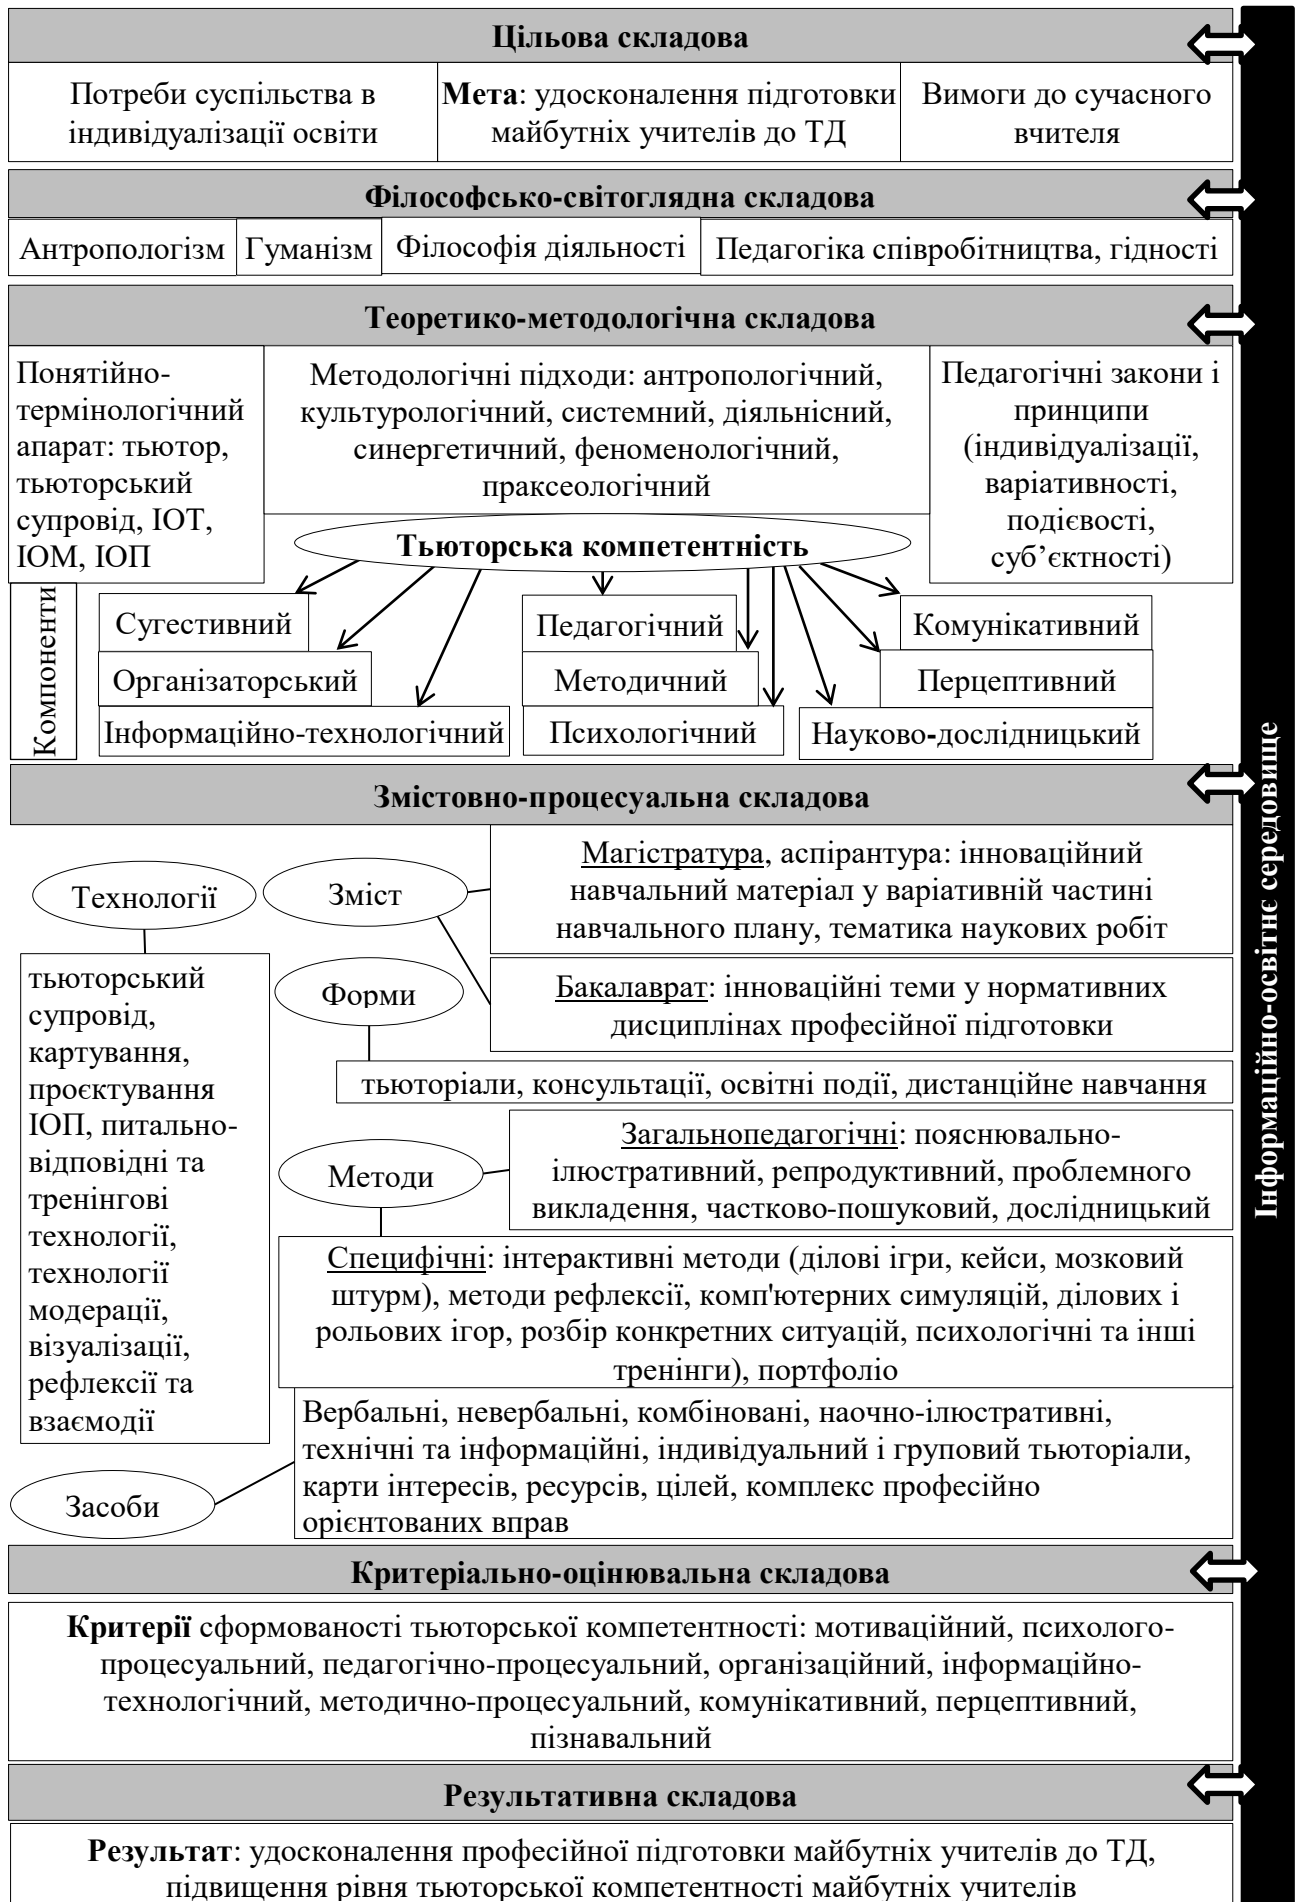 Цільова складова
Потреби суспільства в
індивідуалізації освіти
Мета: удосконалення підготовки
майбутніх учителів до ТД
Вимоги до сучасного
вчителя
Філософсько-світоглядна складова
Антропологізм
Гуманізм
Філософія діяльності
Педагогіка співробітництва, гідності
Теоретико-методологічна складова
Понятійно-
термінологічний
апарат: тьютор,
тьюторський
супровід, ІОТ,
ІОМ, ІОП
Методологічні підходи: антропологічний,
культурологічний, системний, діяльнісний,
синергетичний, феноменологічний,
праксеологічний
Педагогічні закони і
принципи
(індивідуалізації,
варіативності,
подієвості,
суб’єктності)
Тьюторська компетентність
Компоненти
Сугестивний
Організаторський
Інформаційно-технологічний
Педагогічний
Методичний
Психологічний
Комунікативний
Перцептивний
Науково-дослідницький
Змістовно-процесуальна складова
Технології
тьюторський
супровід,
картування,
проєктування
ІОП, питально-
відповідні та
тренінгові
технології,
технології
модерації,
візуалізації,
рефлексії та
взаємодії
Зміст
Магістратура, аспірантура: інноваційний
навчальний матеріал у варіативній частині
навчального плану, тематика наукових робіт
Бакалаврат: інноваційні теми у нормативних
дисциплінах професійної підготовки
Форми
тьюторіали, консультації, освітні події, дистанційне навчання
Методи
Загальнопедагогічні: пояснювально-
ілюстративний, репродуктивний, проблемного
викладення, частково-пошуковий, дослідницький
Специфічні: інтерактивні методи (ділові ігри, кейси, мозковий
штурм), методи рефлексії, комп'ютерних симуляцій, ділових і
рольових ігор, розбір конкретних ситуацій, психологічні та інші
тренінги), портфоліо
Засоби
Вербальні, невербальні, комбіновані, наочно-ілюстративні,
технічні та інформаційні, індивідуальний і груповий тьюторіали,
карти інтересів, ресурсів, цілей, комплекс професійно
орієнтованих вправ
Критеріально-оцінювальна складова
Критерії сформованості тьюторської компетентності: мотиваційний, психолого-
процесуальний, педагогічно-процесуальний, організаційний, інформаційно-
технологічний, методично-процесуальний, комунікативний, перцептивний,
пізнавальний
Результативна складова
Результат: удосконалення професійної підготовки майбутніх учителів до ТД,
підвищення рівня тьюторської компетентності майбутніх учителів
Інформаційно-освітнє середовище